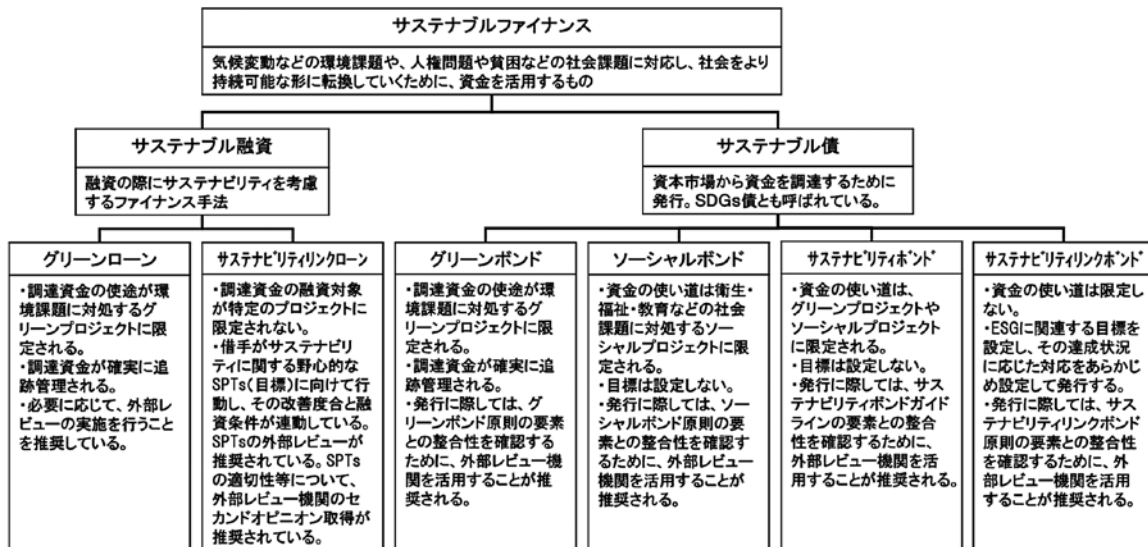 サステナブルファイナンス
気候変動などの環境課題や、人権問題や貧困などの社会課題に対応し、社会をより
持続可能な形に転換していくために、資金を活用するもの
サステナブル融資
融資の際にサステナビリティを考慮
するファイナンス手法
サステナブル債
資本市場から資金を調達するために
発行。SDGs債とも呼ばれている。
グリーンローン
・調達資金の使途が環
境課題に対処するグ
リーンプロジェクトに限
定される。
・調達資金が確実に追
跡管理される。
・必要に応じて、外部レ
ビューの実施を行うこと
を推奨している。
サステナビリティリンクローン
・調達資金の融資対象
が特定のプロジェクトに
限定されない。
・借手がサステナビリ
ティに関する野心的な
SPTs(目標)に向けて行
動し、その改善度合と融
資条件が連動している。
SPTsの外部レビューが
推奨されている。SPTs
の適切性等について、
外部レビュー機関のセ
カンドオピニオン取得が
推奨されている。
グリーンボンド
・調達資金の使途が環
境課題に対処するグ
リーンプロジェクトに限
定される。
・調達資金が確実に追
跡管理される。
・発行に際しては、グ
リーンボンド原則の要素
との整合性を確認する
ために、外部レビュー機
関を活用することが推
奨される。
ソーシャルボンド
・資金の使い道は衛生・
福祉・教育などの社会
課題に対処するソー
シャルプロジェクトに限
定される。
・目標は設定しない。
・発行に際しては、ソー
シャルボンド原則の要
素との整合性を確認す
るために、外部レビュー
機関を活用することが
推奨される。
サステナビリティボンド
・資金の使い道は、
グリーンプロジェクトや
ソーシャルプロジェクト
に限定される。
・目標は設定しない。
・発行に際しては、サス
テナビリティボンドガイド
ラインの要素との整合
性を確認するために、
外部レビュー機関を活
用することが推奨される。
サステナビリティリンクボンド
・資金の使い道は限定し
ない。
・ESGに関連する目標を
設定し、その達成状況
に応じた対応をあらかじ
め設定して発行する。
・発行に際しては、サス
テナビリティリンクボンド
原則の要素との整合性
を確認するために、外
部レビュー機関を活用
することが推奨される。